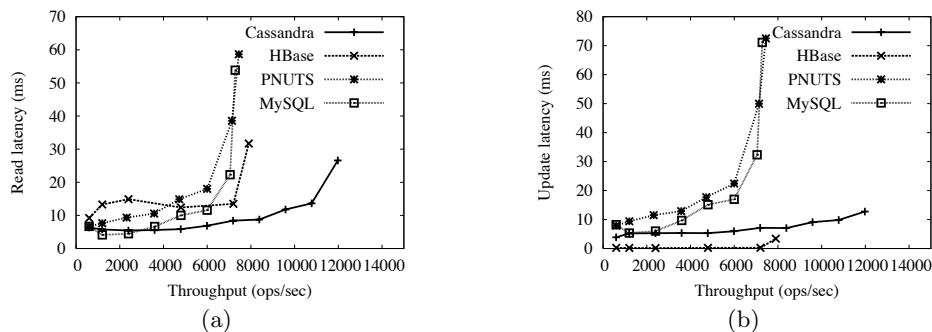 70
60
50
40
30
20
10
0
Read latency (ms)
Cassandra
HBase
PNUTS
MySQL
0 2000 4000 6000 8000 10000 12000 14000
Throughput (ops/sec)
(a)
80
70
60
50
40
30
20
10
0
Update latency (ms)
Cassandra
HBase
PNUTS
MySQL
0 2000 4000 6000 8000 10000 12000 14000
Throughput (ops/sec)
(b)